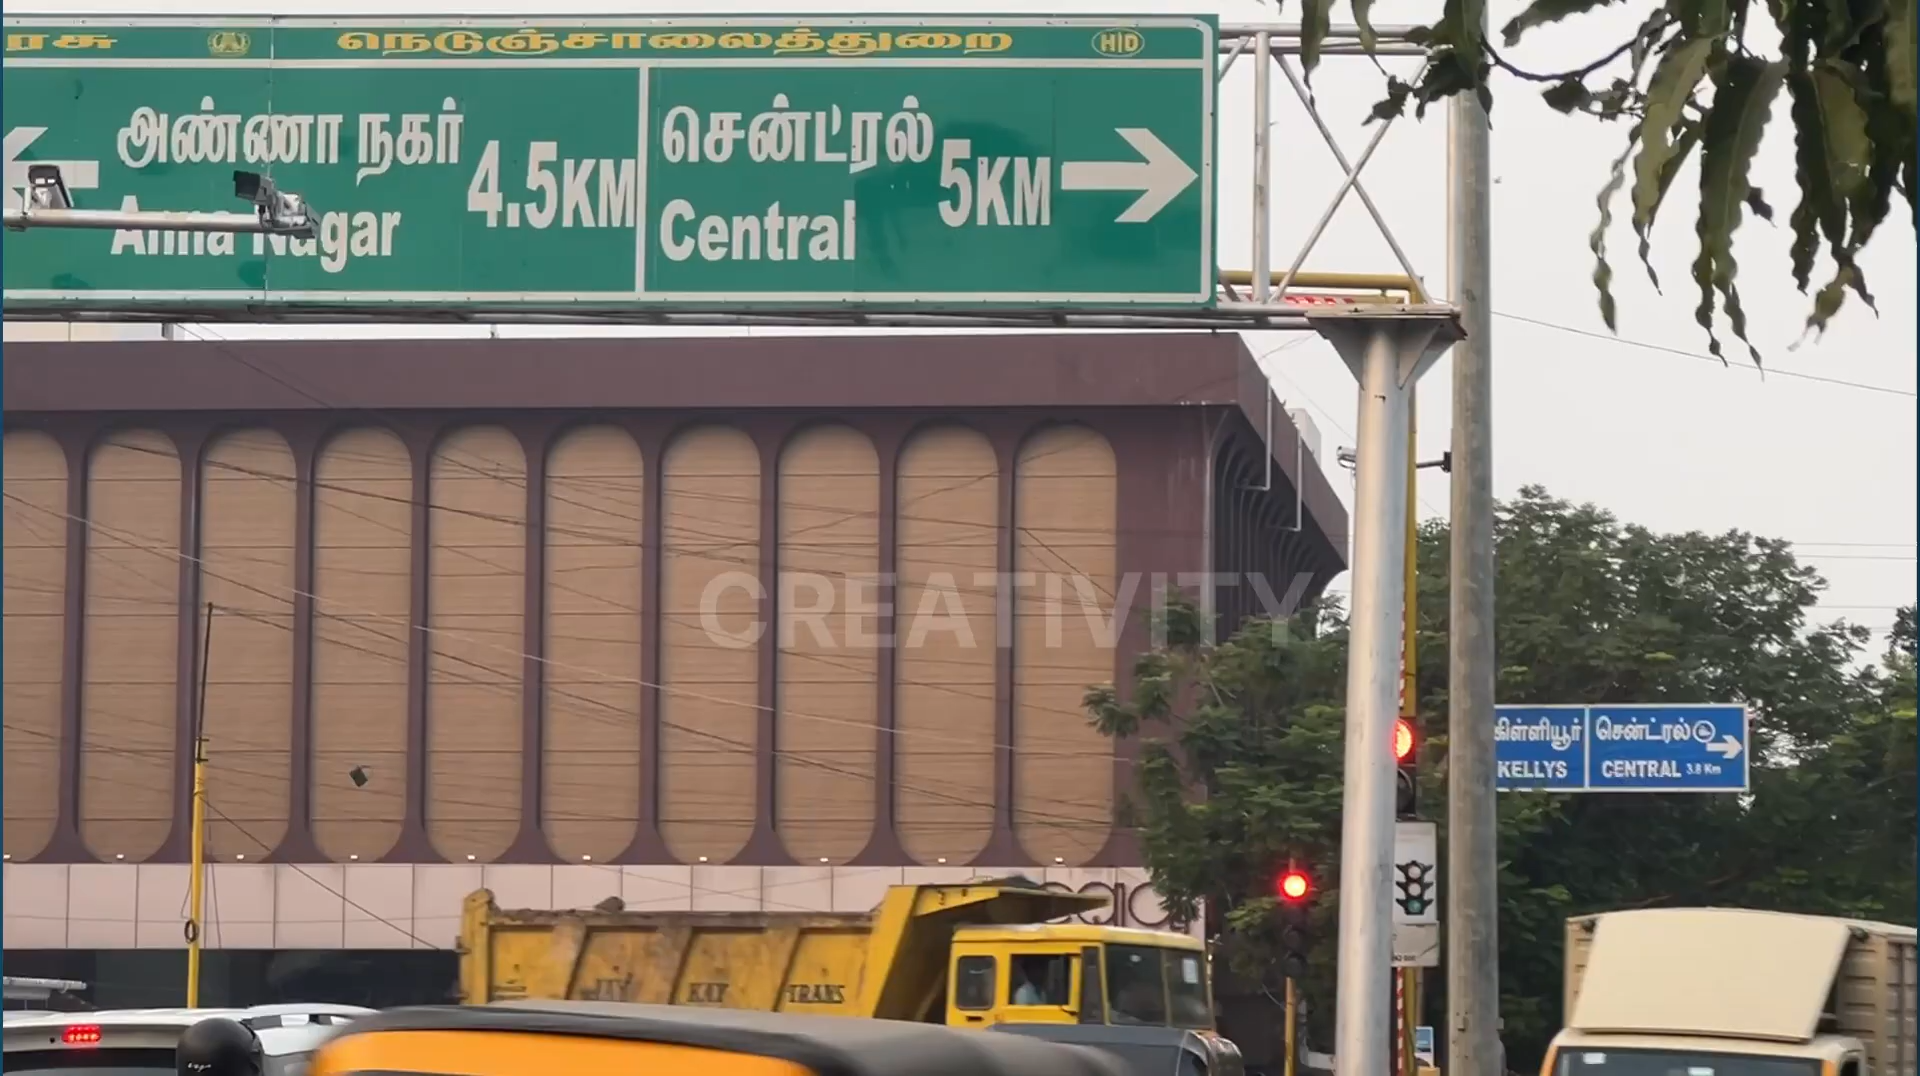 ரசு நெடுஞ்சாலைத்துறை HD
அண்ணா நகர்
Anna Nagar
4.5KM
சென்ட்ரல்
Central
5KM
CREATIVITY
கிள்ளியூர்
KELLYS
சென்ட்ரல்
CENTRAL 3.8 Km
JAY KAY TRANS